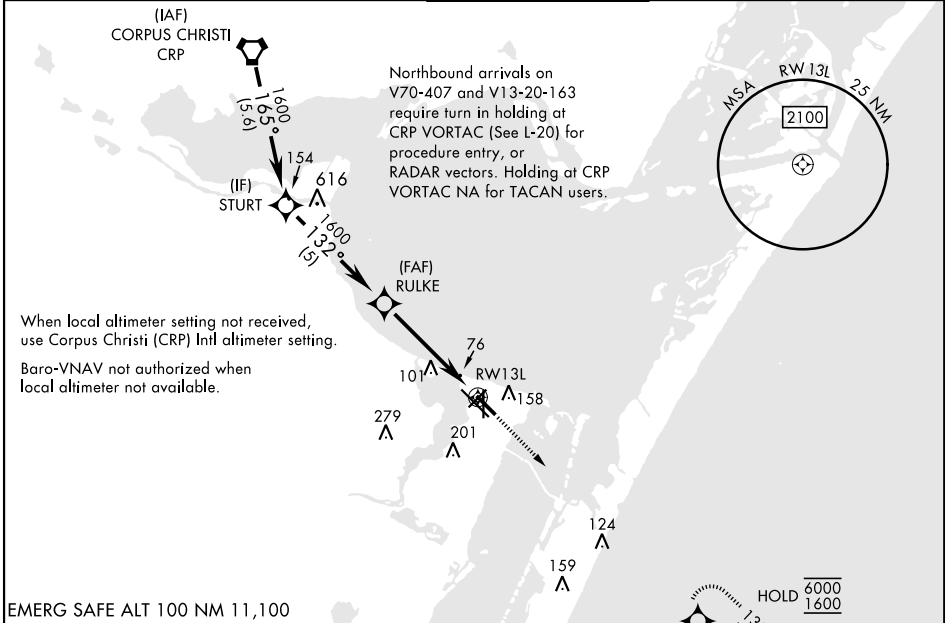 (IAF)
CORPUS CHRISTI
CRP
1600
165°
(5.6)
154
616
(IF)
STURT
1600
132°
(5)
(FAF)
RULKE
Northbound arrivals on
V70-407 and V13-20-163
require turn in holding at
CRP VORTAC (See L-20) for
procedure entry, or
RADAR vectors. Holding at CRP
VORTAC NA for TACAN users.
MSA RW 13L 25 NM
2100
When local altimeter setting not received,
use Corpus Christi (CRP) Intl altimeter setting.
Baro-VNAV not authorized when
local altimeter not available.
76
101
RW13L
158
279
201
124
159
EMERG SAFE ALT 100 NM 11,100
HOLD 6000
1600